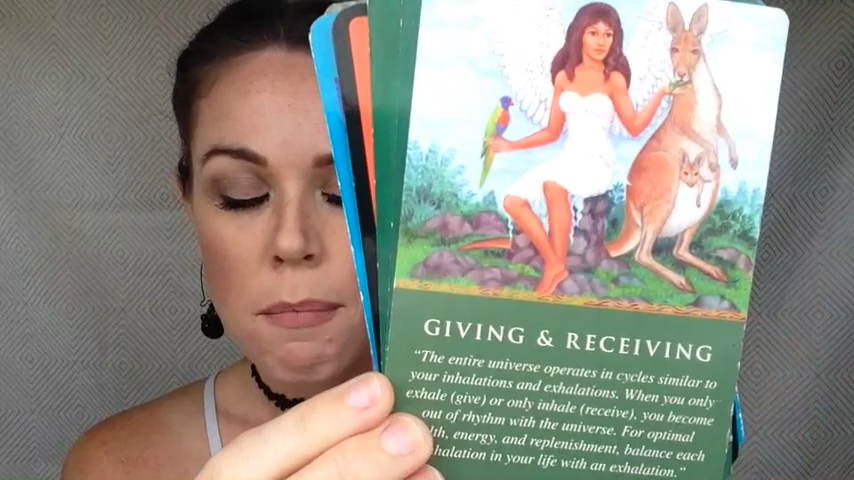 GIVING & RECEIVING
"The entire universe operates in cycles similar to
your inhalations and exhalations. When you only
exhale (give) or only inhale (receive), you become
out of rhythm with the universe. For optimal
energy, and replenishment, balance each
in your life with an exhalation."